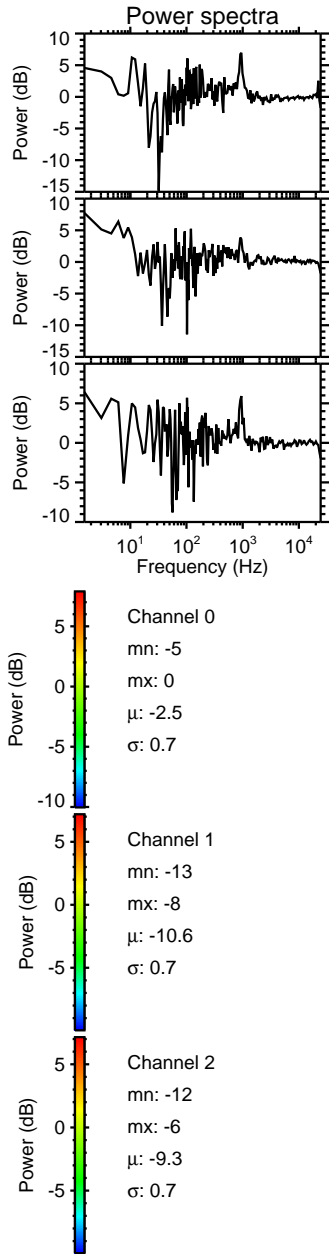 Power spectra
10
5
0
-5
-10
-15
Power (dB)
10
5
0
-5
-10
-15
Power (dB)
10
5
0
-5
-10
Power (dB)
10¹ 10² 10³ 10⁴
Frequency (Hz)
5
0
-5
-10
Power (dB)
Channel 0
mn: -5
mx: 0
μ: -2.5
σ: 0.7
5
0
-5
Power (dB)
Channel 1
mn: -13
mx: -8
μ: -10.6
σ: 0.7
5
0
-5
Power (dB)
Channel 2
mn: -12
mx: -6
μ: -9.3
σ: 0.7